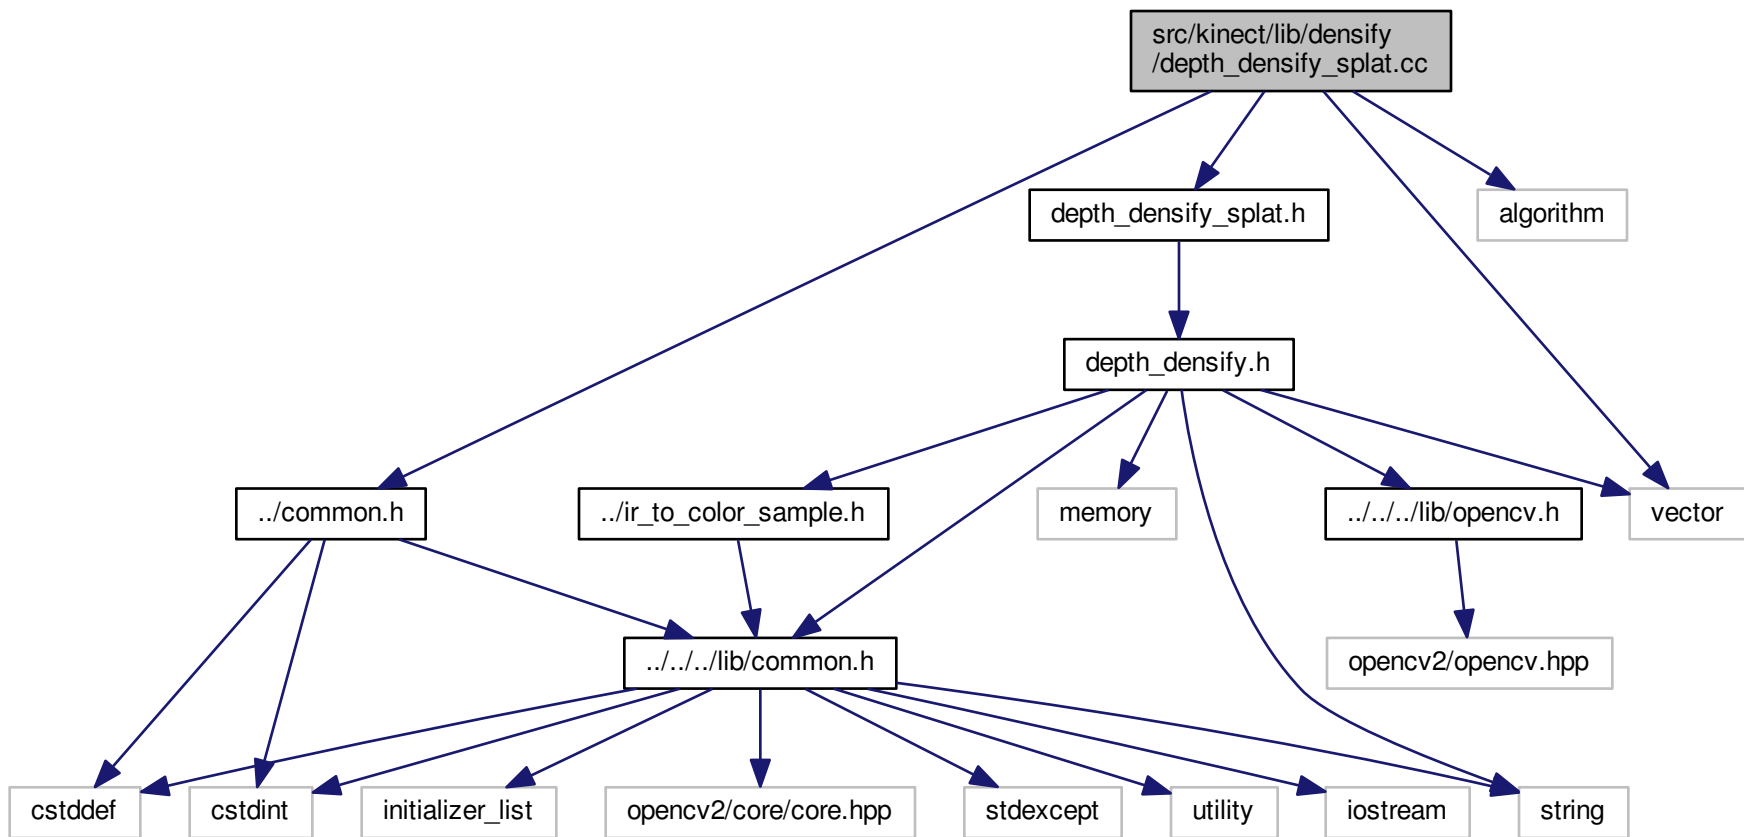 src/kinect/lib/densify
/depth_densify_splat.cc
depth_densify_splat.h
algorithm
depth_densify.h
../common.h
../ir_to_color_sample.h
memory
../../../lib/opencv.h
vector
../../../lib/common.h
opencv2/opencv.hpp
cstddef
cstdint
initializer_list
opencv2/core/core.hpp
stdexcept
utility
iostream
string